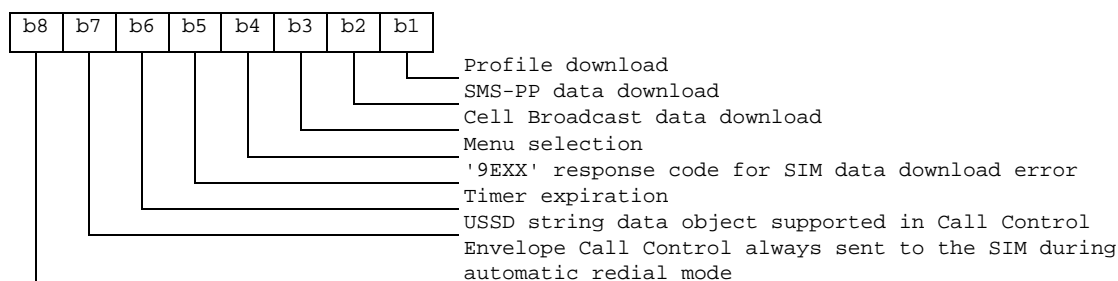 b8 b7 b6 b5 b4 b3 b2 b1
Profile download
SMS-PP data download
Cell Broadcast data download
Menu selection
'9EXX' response code for SIM data download error
Timer expiration
USSD string data object supported in Call Control
Envelope Call Control always sent to the SIM during
automatic redial mode